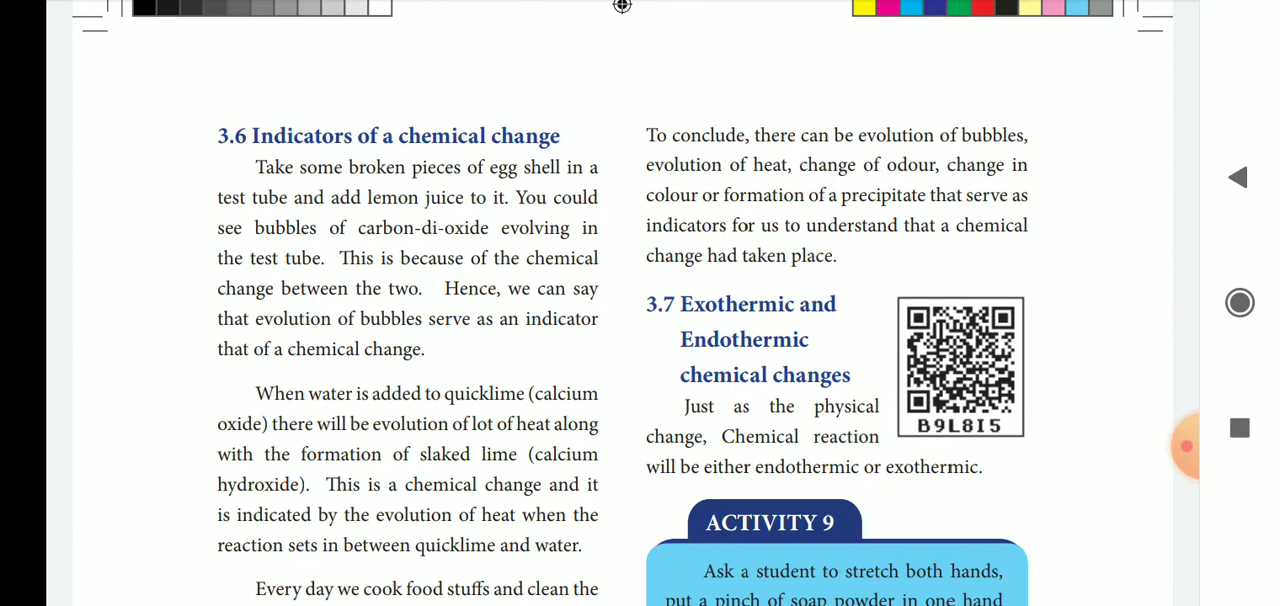 3.6 Indicators of a chemical change
Take some broken pieces of egg shell in a
test tube and add lemon juice to it. You could
see bubbles of carbon-di-oxide evolving in
the test tube. This is because of the chemical
change between the two. Hence, we can say
that evolution of bubbles serve as an indicator
that of a chemical change.
When water is added to quicklime (calcium
oxide) there will be evolution of lot of heat along
with the formation of slaked lime (calcium
hydroxide). This is a chemical change and it
is indicated by the evolution of heat when the
reaction sets in between quicklime and water.
Every day we cook food stuffs and clean the
To conclude, there can be evolution of bubbles,
evolution of heat, change of odour, change in
colour or formation of a precipitate that serve as
indicators for us to understand that a chemical
change had taken place.
3.7 Exothermic and
Endothermic
chemical changes
B9L8I5
Just as the physical
change, Chemical reaction
will be either endothermic or exothermic.
ACTIVITY 9
Ask a student to stretch both hands,
put a pinch of soap powder in one hand